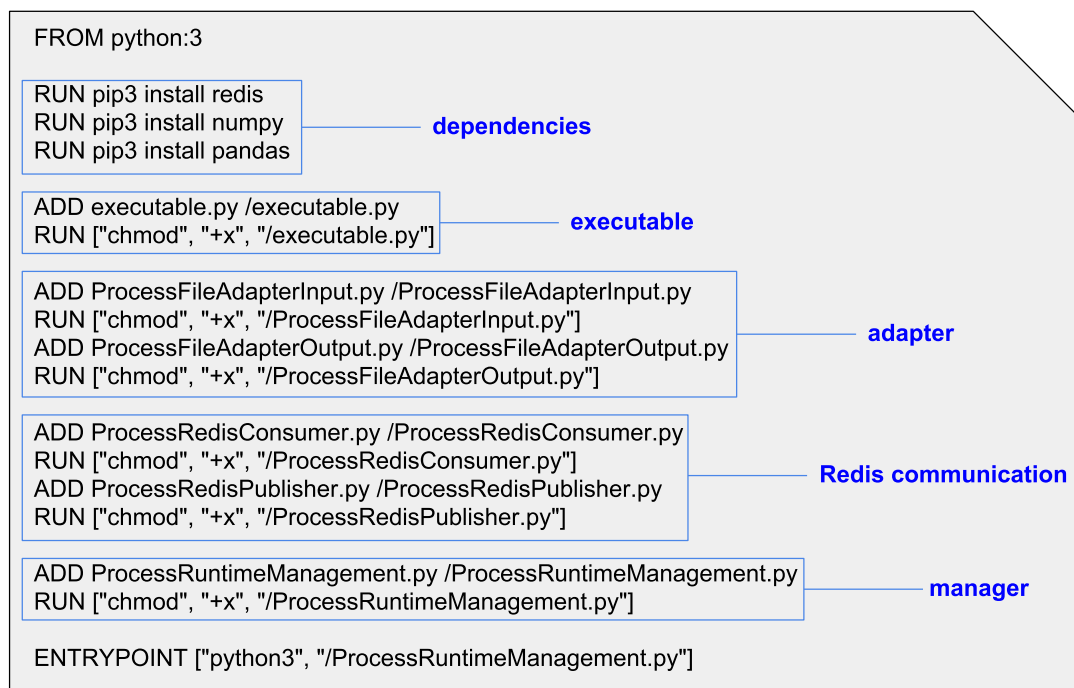 FROM python:3
RUN pip3 install redis
RUN pip3 install numpy
RUN pip3 install pandas
dependencies
ADD executable.py /executable.py
RUN ["chmod", "+x", "/executable.py"]
executable
ADD ProcessFileAdapterInput.py /ProcessFileAdapterInput.py
RUN ["chmod", "+x", "/ProcessFileAdapterInput.py"]
ADD ProcessFileAdapterOutput.py /ProcessFileAdapterOutput.py
RUN ["chmod", "+x", "/ProcessFileAdapterOutput.py"]
adapter
ADD ProcessRedisConsumer.py /ProcessRedisConsumer.py
RUN ["chmod", "+x", "/ProcessRedisConsumer.py"]
ADD ProcessRedisPublisher.py /ProcessRedisPublisher.py
RUN ["chmod", "+x", "/ProcessRedisPublisher.py"]
Redis communication
ADD ProcessRuntimeManagement.py /ProcessRuntimeManagement.py
RUN ["chmod", "+x", "/ProcessRuntimeManagement.py"]
manager
ENTRYPOINT ["python3", "/ProcessRuntimeManagement.py"]